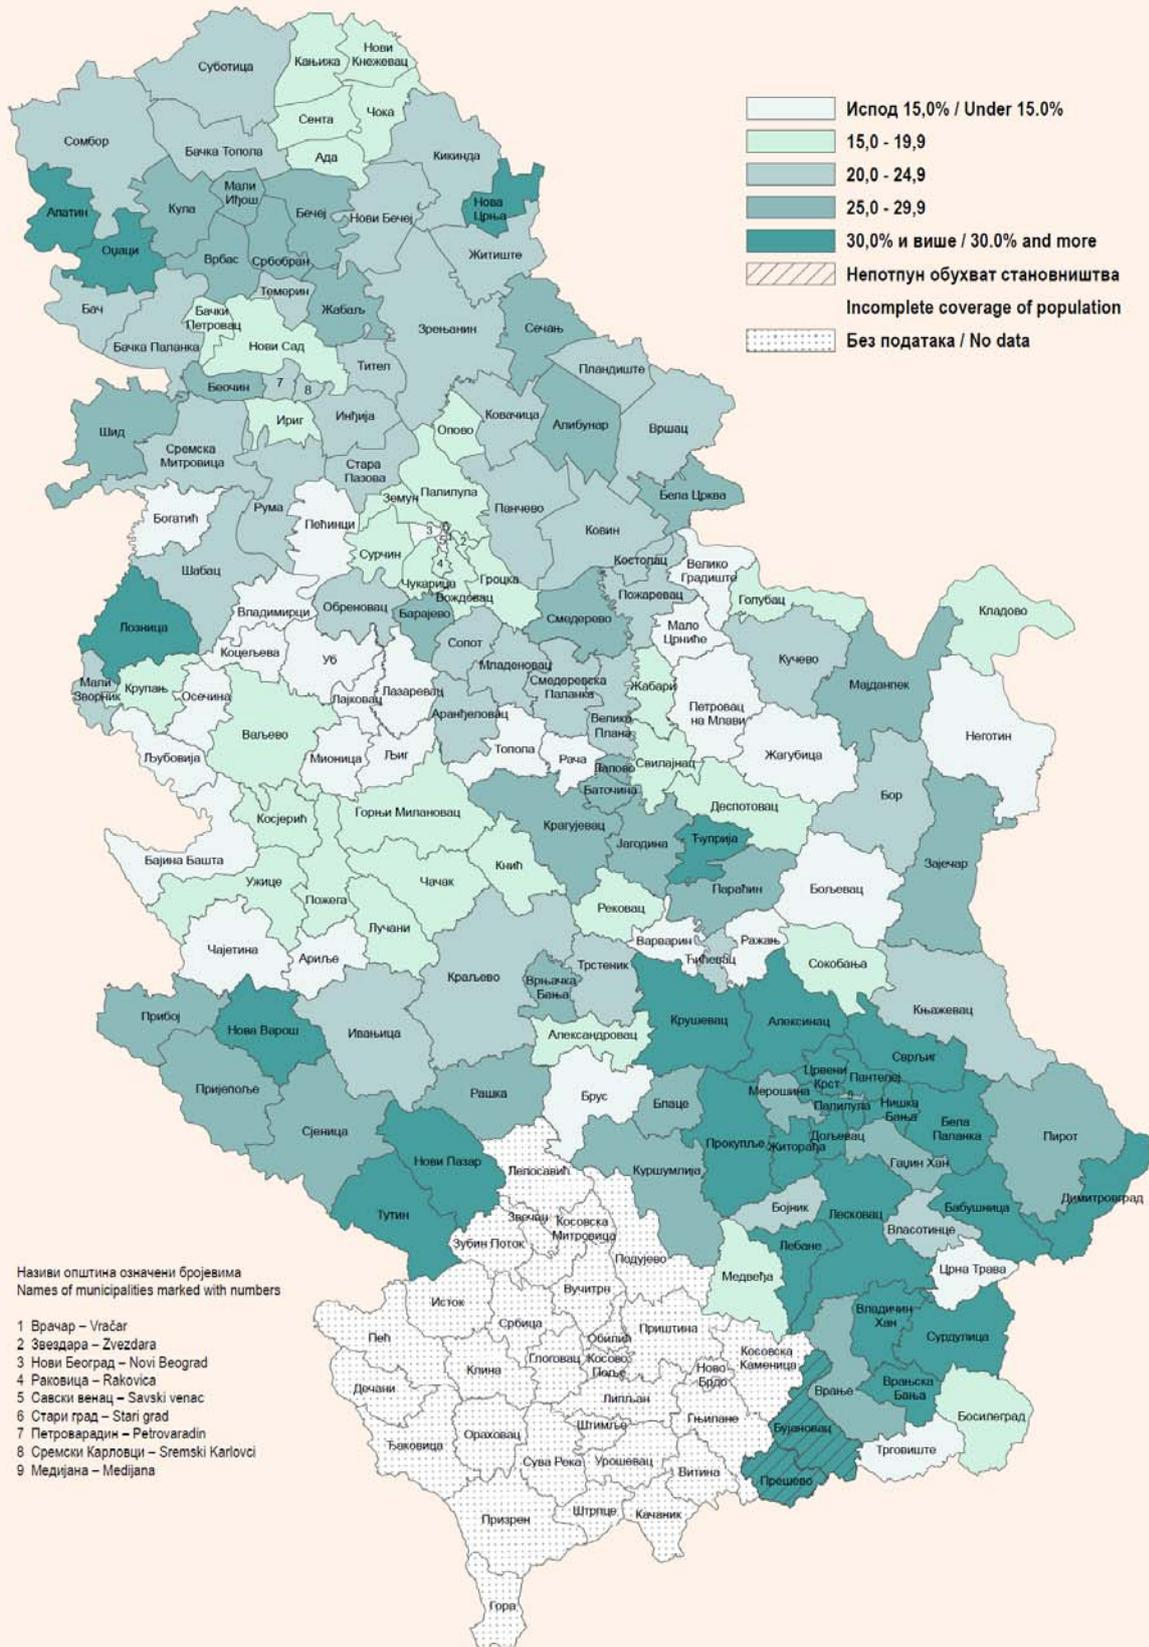 Суботица
Кањижа
Нови
Кнежевац
Сента
Чока
Сомбор
Бачка Топола
Ада
Кикинда
Апатин
Кула
Мали
Иђош
Бечеј
Нови Бечеј
Нова
Црња
Оџаци
Врбас
Србобран
Житиште
Темерин
Бач
Бачки
Петровац
Жабаљ
Зрењанин
Сечањ
Бачка Паланка
Нови Сад
Тител
Пландиште
Беочин
7
8
Шид
Ириг
Инђија
Опово
Ковачица
Алибунар
Вршац
Сремска
Митровица
Стара
Пазова
Палилула
Земун
Панчево
Бела Црква
Богатић
Рума
Пећинци
3
6
1
5
2
4
Ковин
Сурчин
Шабац
Чукарица
Гроцка
Вождовац
Костолац
Велико
Градиште
Владимирци
Обреновац
Барајево
Смедерево
Пожаревац
Голубац
Кладово
Лозница
Коцељева
Уб
Сопот
Мало
Црниће
Кучево
Мајданпек
Мали
Зворник
Крупањ
Осечина
Лајковац
Лазаревац
Младеновац
Смедеревска
Паланка
Жабари
Петровац
на Млави
Неготин
Љубовија
Ваљево
Мионица
Љиг
Аранђеловац
Топола
Рача
Велика
Плана
Свилајнац
Жагубица
Лапово
Баточина
Бор
Косјерић
Горњи Милановац
Крагујевац
Деспотовац
Ћуприја
Јагодина
Зајечар
Бајина Башта
Ужице
Пожега
Чачак
Кнић
Параћин
Бољевац
Лучани
Рековац
Чајетина
Ариље
Варварин
Ћићевац
Ражањ
Сокобања
Краљево
Трстеник
Врњачка
Бања
Књажевац
Прибој
Нова Варош
Ивањица
Александровац
Крушевац
Алексинац
Сврљиг
Пријепоље
Рашка
Брус
Блаце
Мерошина
Црвени
Крст
Пантелеј
9
Палилула
Нишка
Бања
Бела
Паланка
Пирот
Сјеница
Нови Пазар
Лепосавић
Куршумлија
Прокупље
Житорађа
Дољевац
Гаџин Хан
Тутин
Звечан
Косовска
Митровица
Зубин Поток
Подујево
Бојник
Лесковац
Власотинце
Бабушница
Димитровград
Лебане
Медвеђа
Црна Трава
Исток
Вучитрн
Србица
Пећ
Обилић
Приштина
Владичин
Хан
Сурдулица
Клина
Глоговац
Косово
Поље
Ново
Брдо
Косовска
Каменица
Дечани
Липљан
Врање
Врањска
Бања
Босилеград
Ђаковица
Ораховац
Штимље
Гњилане
Бујановац
Трговиште
Сува Река
Урошевац
Витина
Прешево
Призрен
Штрпце
Качаник
Гора
Испод 15,0% / Under 15.0%
15,0 - 19,9
20,0 - 24,9
25,0 - 29,9
30,0% и више / 30.0% and more
Непотпун обухват становништва
Incomplete coverage of population
Без података / No data
Називи општина означени бројевима
Names of municipalities marked with numbers
1 Врачар – Vračar
2 Звездара – Zvezdara
3 Нови Београд – Novi Beograd
4 Раковица – Rakovica
5 Савски венац – Savski venac
6 Стари град – Stari grad
7 Петроварадин – Petrovaradin
8 Сремски Карловци – Sremski Karlovci
9 Медијана – Medijana